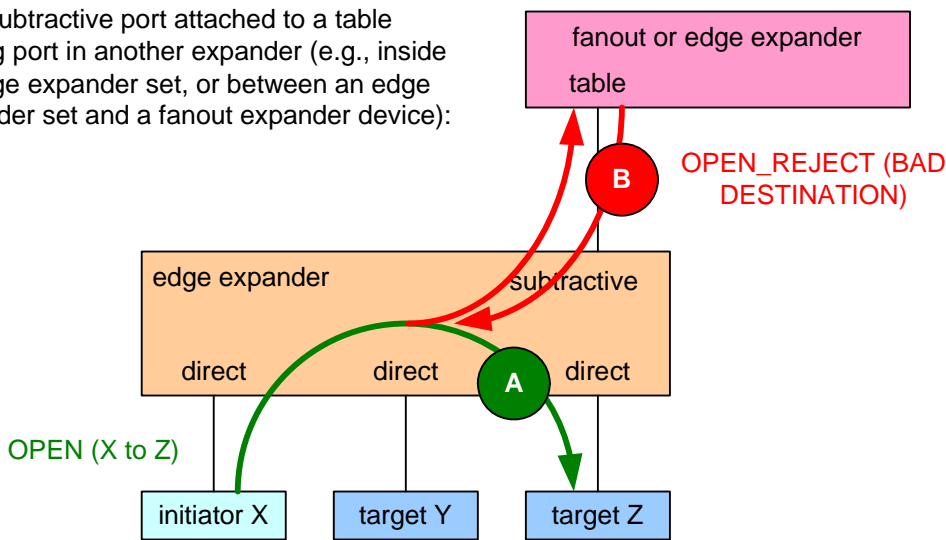 subtractive port attached to a table
port in another expander (e.g., inside
expander set, or between an edge
set and a fanout expander device):
fanout or edge expander
table
B
OPEN_REJECT (BAD
DESTINATION)
edge expander
subtractive
direct
direct
direct
A
OPEN (X to Z)
initiator X
target Y
target Z